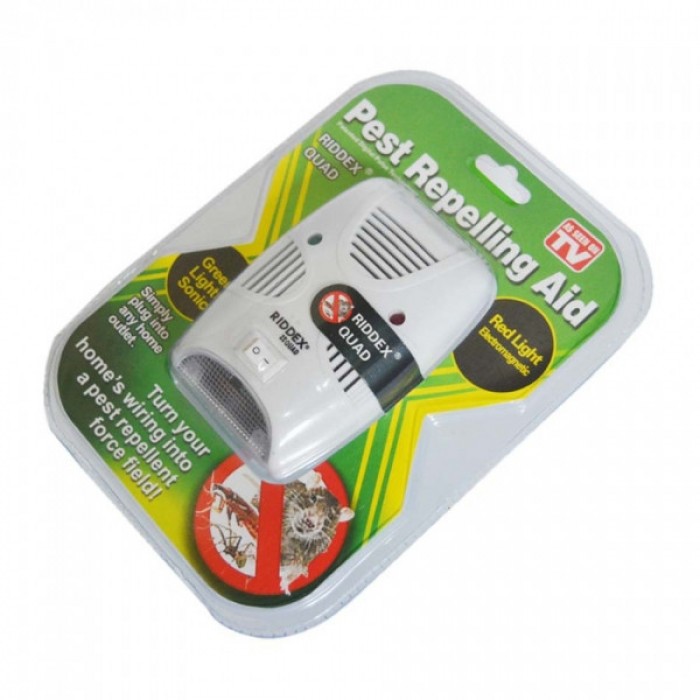 Pest Repelling Aid
RIDDEX®
QUAD
AS SEEN ON
TV
Green
Light
Sonic
Simply
plug into
any home
outlet.
Red Light
Electromagnetic
RIDDEX®
QUAD
RIDDEX®
QUAD
Turn your
home's wiring into
a pest repellent
force field!